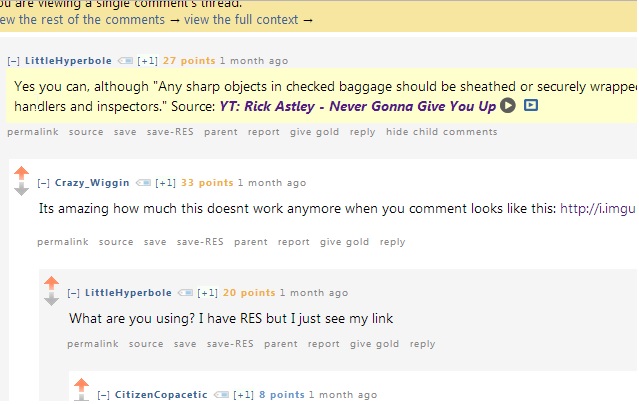 ou are viewing a single comment's thread.
ew the rest of the comments → view the full context →
[–] LittleHyperbole [+1] 27 points 1 month ago
Yes you can, although "Any sharp objects in checked baggage should be sheathed or securely wrapped
handlers and inspectors." Source: YT: Rick Astley - Never Gonna Give You Up
permalink source save save-RES parent report give gold reply hide child comments
[–] Crazy_Wiggin [+1] 33 points 1 month ago
Its amazing how much this doesnt work anymore when you comment looks like this: http://i.imgu
permalink source save save-RES parent report give gold reply
[–] LittleHyperbole [+1] 20 points 1 month ago
What are you using? I have RES but I just see my link
permalink source save save-RES parent report give gold reply
[–] CitizenCopacetic [+1] 8 points 1 month ago